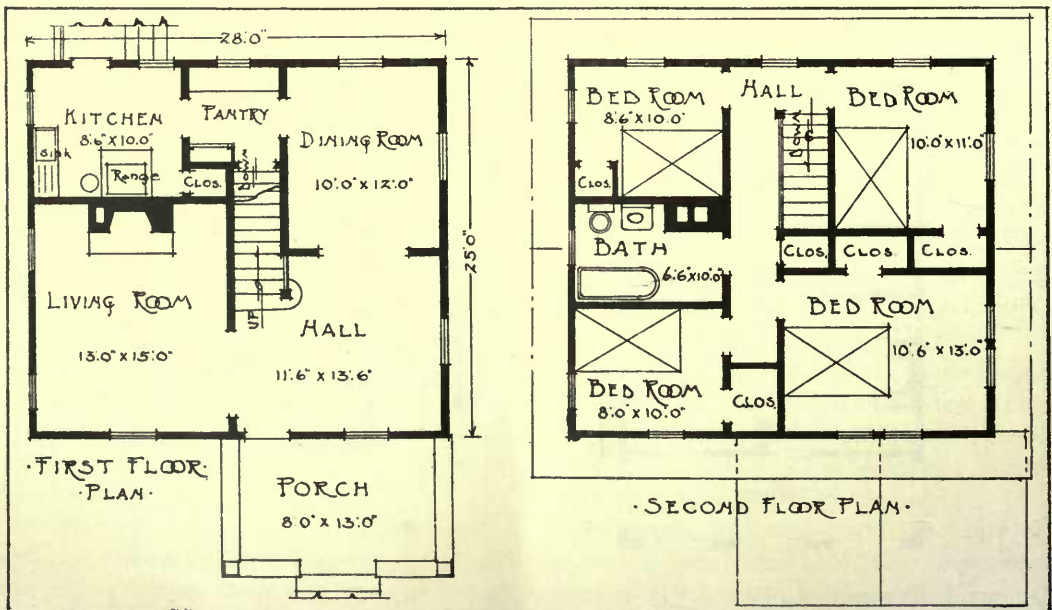 28'.0"
KITCHEN
8'.6" X 10.0"
Sink
Range
PANTRY
CLOS.
DOWN
DINING ROOM
10'.0" X 12'.0"
25'.0"
LIVING ROOM
13'.0" X 15'.0"
UP
HALL
11'.6" X 13'.6"
·FIRST FLOOR·
·PLAN·
PORCH
8'.0" X 13'.0"
BED ROOM
8'.6" X 10'.0"
CLOS.
HALL
DOWN
BED ROOM
10'.0" X 11'.0"
BATH
6'.6" X 10'.0"
CLOS.
CLOS.
CLOS.
BED ROOM
8'.0" X 10'.0"
CLOS.
BED ROOM
10'.6" X 13'.0"
·SECOND FLOOR PLAN·